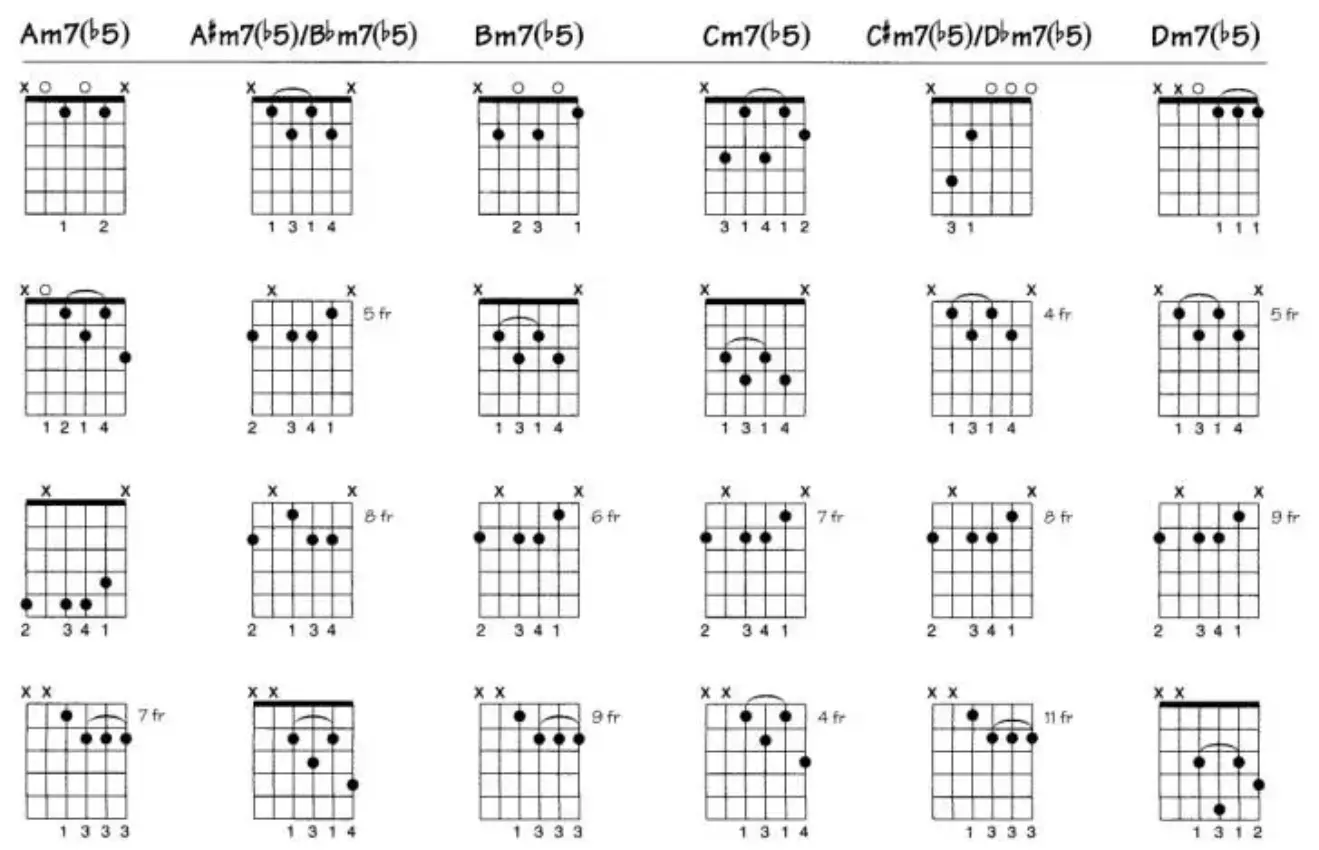 Am7(♭5) A♯m7(♭5)/B♭m7(♭5) Bm7(♭5) Cm7(♭5) C♯m7(♭5)/D♭m7(♭5) Dm7(♭5)
x o o x x x x o o x x o o o x x o
1 2 1 3 1 4 2 3 1 3 1 4 1 2 3 1 1 1 1
x o x x x x x x x x x x
5 fr 4 fr 5 fr
1 2 1 4 2 3 4 1 1 3 1 4 1 3 1 4 1 3 1 4 1 3 1 4
x x x x x x x x x x x x
8 fr 6 fr 7 fr 8 fr 9 fr
2 3 4 1 2 1 3 4 2 3 4 1 2 3 4 1 2 3 4 1 2 3 4 1
x x x x x x x x x x x x
7 fr 9 fr 4 fr 11 fr
1 3 3 3 1 3 1 4 1 3 3 3 1 3 1 4 1 3 3 3 1 3 1 2